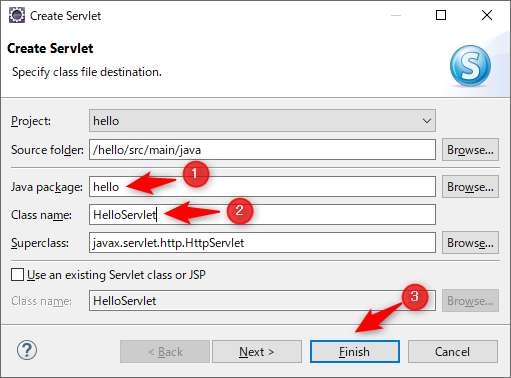 Create Servlet
Create Servlet
Specify class file destination.
S
Project: hello
Source folder: /hello/src/main/java Browse...
1
Java package: hello Browse...
Class name: HelloServlet 2
Superclass: javax.servlet.http.HttpServlet Browse...
Use an existing Servlet class or JSP
Class name: HelloServlet Browse...
3
? < Back Next > Finish Cancel